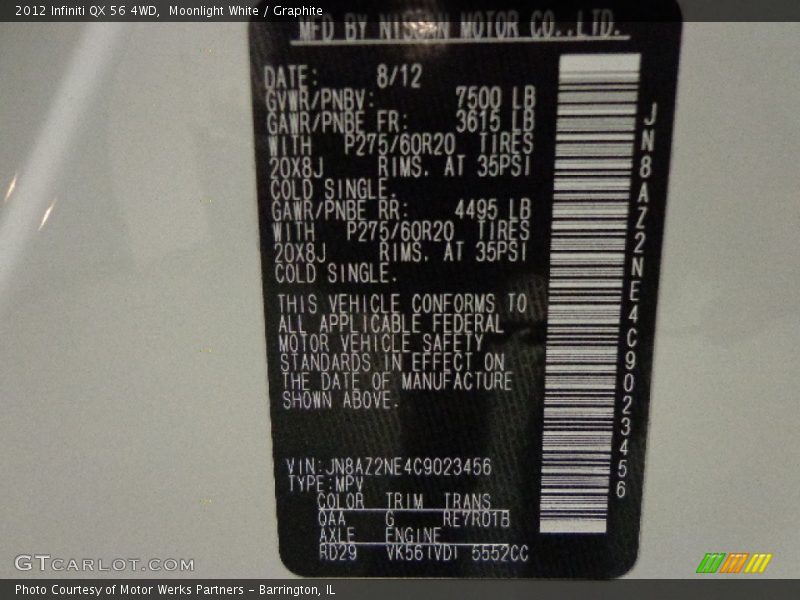 2012 Infiniti QX 56 4WD,  Moonlight White / Graphite
MFD BY NISSAN MOTOR CO.,LTD.
DATE: 8/12
GVWR/PNBV: 7500 LB
GAWR/PNBE FR: 3615 LB
WITH P275/60R20 TIRES
20X8J RIMS. AT 35PSI
COLD SINGLE.
GAWR/PNBE RR: 4495 LB
WITH P275/60R20 TIRES
20X8J RIMS. AT 35PSI
COLD SINGLE.
THIS VEHICLE CONFORMS TO
ALL APPLICABLE FEDERAL
MOTOR VEHICLE SAFETY
STANDARDS IN EFFECT ON
THE DATE OF MANUFACTURE
SHOWN ABOVE.
VIN:JN8AZ2NE4C9023456
TYPE:MPV
COLOR TRIM TRANS
QAA G RE7R01B
AXLE ENGINE
RD29 VK56(VD) 5552CC
JN8AZ2NE4C9023456
GTCARCOM.COM
Photo Courtesy of Motor Werks Partners - Barrington, IL